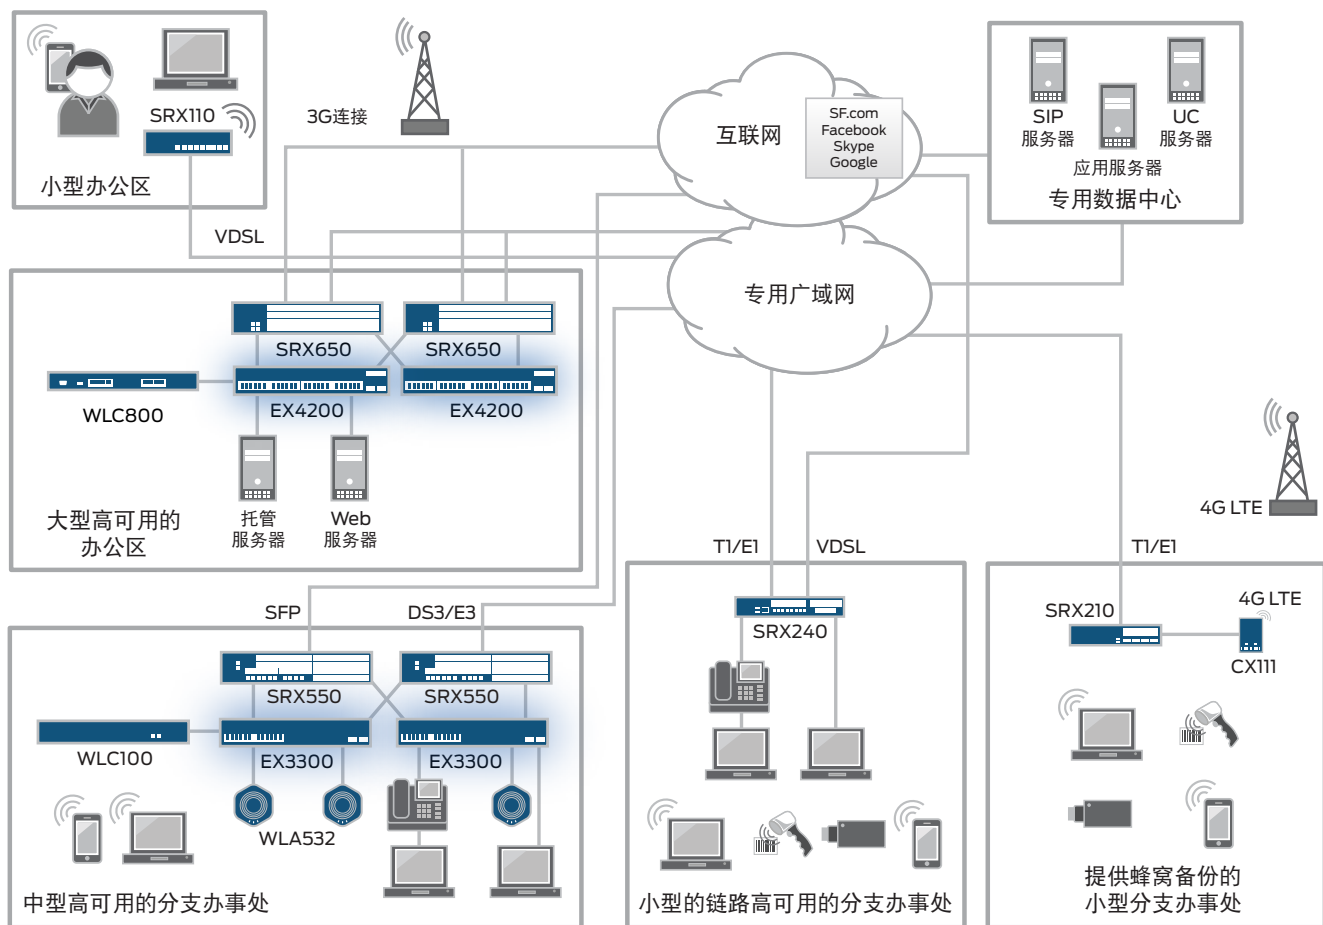 SRX110
小型办公区
3G连接
VDSL
互联网
SF.com
Facebook
Skype
Google
SIP
服务器
UC
服务器
应用服务器
专用数据中心
专用广域网
SRX650
SRX650
EX4200
EX4200
WLC800
托管
服务器
Web
服务器
大型高可用的
办公区
4G LTE
SFP
DS3/E3
T1/E1
VDSL
T1/E1
SRX550
SRX550
WLC100
EX3300
EX3300
WLA532
中型高可用的分支办事处
SRX240
小型的链路高可用的分支办事处
SRX210
4G LTE
CX111
提供蜂窝备份的
小型分支办事处